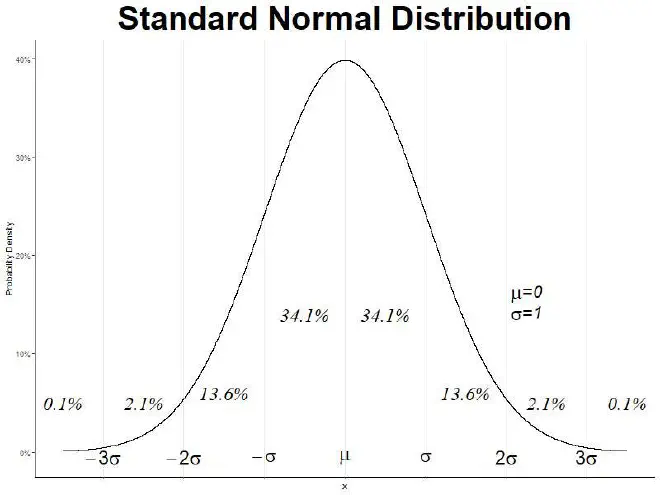 Standard Normal Distribution
40%
30%
20%
10%
0%
Probability Density
μ=0
σ=1
34.1% 34.1%
13.6% 13.6%
0.1% 2.1% 2.1% 0.1%
−3σ −2σ −σ μ σ 2σ 3σ
x